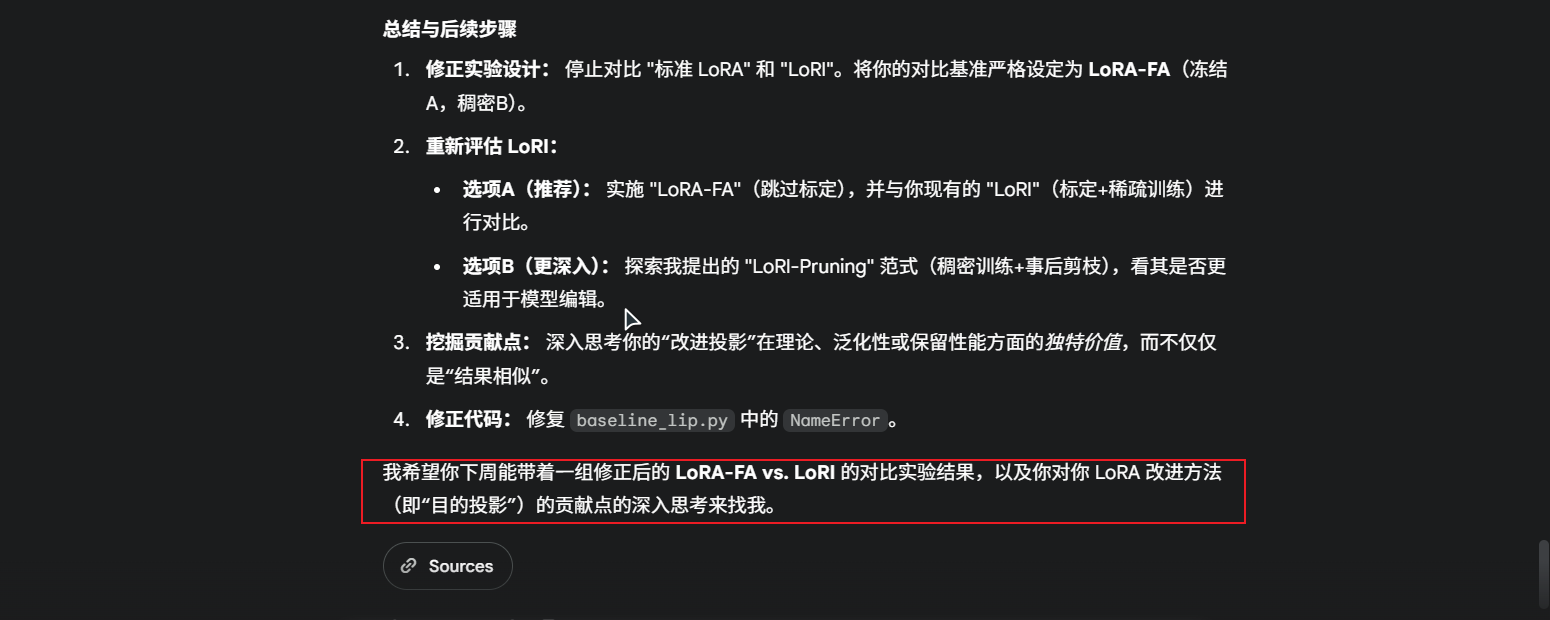 总结与后续步骤
1. 修正实验设计： 停止对比 "标准 LoRA" 和 "LoRI"。将你的对比基准严格设定为 LoRA-FA（冻结
A，稠密B）。
2. 重新评估 LoRI：
• 选项A（推荐）： 实施 "LoRA-FA"（跳过标定），并与你现有的 "LoRI"（标定+稀疏训练）进
行对比。
• 选项B（更深入）： 探索我提出的 "LoRI-Pruning" 范式（稠密训练+事后剪枝），看其是否更
适用于模型编辑。
3. 挖掘贡献点： 深入思考你的“改进投影”在理论、泛化性或保留性能方面的独特价值，而不仅仅
是“结果相似”。
4. 修正代码： 修复 baseline_lip.py 中的 NameError 。
我希望你下周能带着一组修正后的 LoRA-FA vs. LoRI 的对比实验结果，以及你对你 LoRA 改进方法
（即“目的投影”）的贡献点的深入思考来找我。
Sources